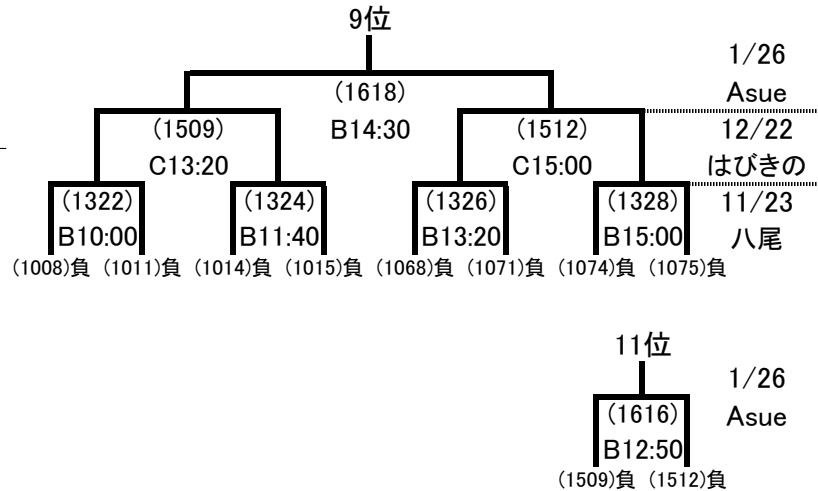 9位
1/26
(1618)
Asue
(1509)
B14:30
(1512)
12/22
C13:20
C15:00
はびきの
(1322)
(1324)
(1326)
(1328)
11/23
B10:00
B11:40
B13:20
B15:00
八尾
(1008)負 (1011)負 (1014)負 (1015)負 (1068)負 (1071)負 (1074)負 (1075)負
11位
1/26
(1616)
Asue
B12:50
(1509)負 (1512)負